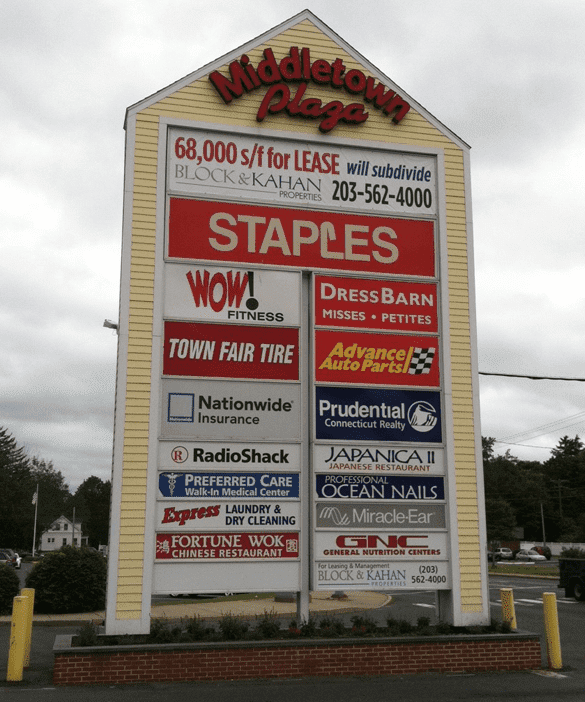 Middletown
Plaza
68,000 s/f for LEASE will subdivide
BLOCK & KAHAN
PROPERTIES
203-562-4000
STAPLES
WOW!
FITNESS
DRESSBARN
MISSES • PETITES
TOWN FAIR TIRE
Advance
Auto Parts
Nationwide®
Insurance
Prudential
Connecticut Realty
R RadioShack
JAPANICA II
JAPANESE RESTAURANT
PREFERRED CARE
Walk-In Medical Center
PROFESSIONAL
OCEAN NAILS
Express LAUNDRY &
DRY CLEANING
Miracle-Ear®
FORTUNE WOK
CHINESE RESTAURANT
GNC
GENERAL NUTRITION CENTERS
For Leasing & Management
BLOCK & KAHAN
PROPERTIES
(203)
562-4000